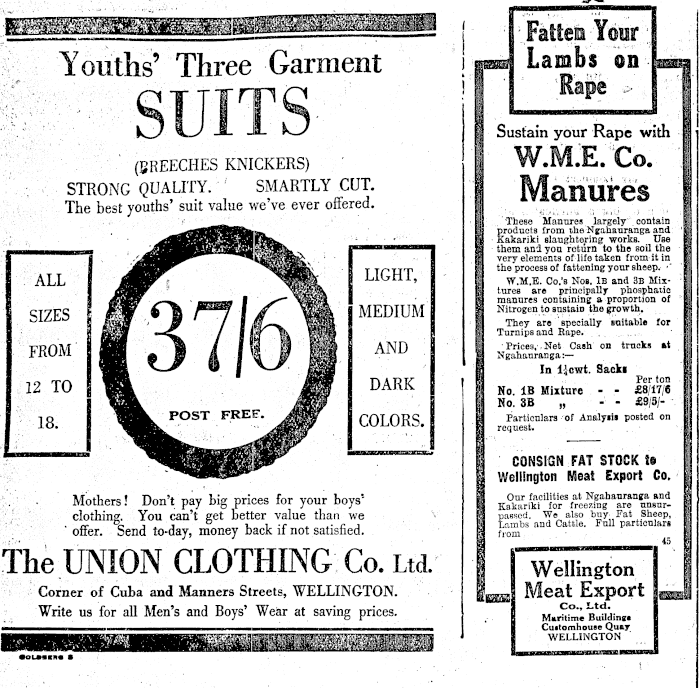 Youths' Three Garment
SUITS
(BREECHES KNICKERS)
STRONG QUALITY. SMARTLY CUT.
The best youths' suit value we've ever offered.
ALL
SIZES
FROM
12 TO
18.
37/6
POST FREE.
LIGHT,
MEDIUM
AND
DARK
COLORS.
Mothers! Don't pay big prices for your boys'
clothing. You can't get better value than we
offer. Send to-day, money back if not satisfied.
The UNION CLOTHING Co. Ltd.
Corner of Cuba and Manners Streets, WELLINGTON.
Write us for all Men's and Boys' Wear at saving prices.
GOLDBERG 2
Fatten Your
Lambs on
Rape
Sustain your Rape with
W.M.E. Co.
Manures
These Manures largely contain
products from the Ngahauranga and
Kakariki slaughtering works. Use
them and you return to the soil the
very elements of life taken from it in
the process of fattening your sheep.
W.M.E. Co.'s Nos. 1B and 3B Mix-
tures are principally phosphatic
manures containing a proportion of
Nitrogen to sustain the growth.
They are specially suitable for
Turnips and Rape.
Prices, Net Cash on trucks at
Ngahauranga:—
In 1¼cwt. Sacks
Per ton
No. 1B Mixture - - £8/17/6
No. 3B „ - - £9/5/-
Particulars of Analysis posted on
request.
CONSIGN FAT STOCK to
Wellington Meat Export Co.
Our facilities at Ngahauranga and
Kakariki for freezing are unsur-
passed. We also buy Fat Sheep,
Lambs and Cattle. Full particulars
from
45
Wellington
Meat Export
Co., Ltd.
Maritime Buildings
Customhouse Quay
WELLINGTON